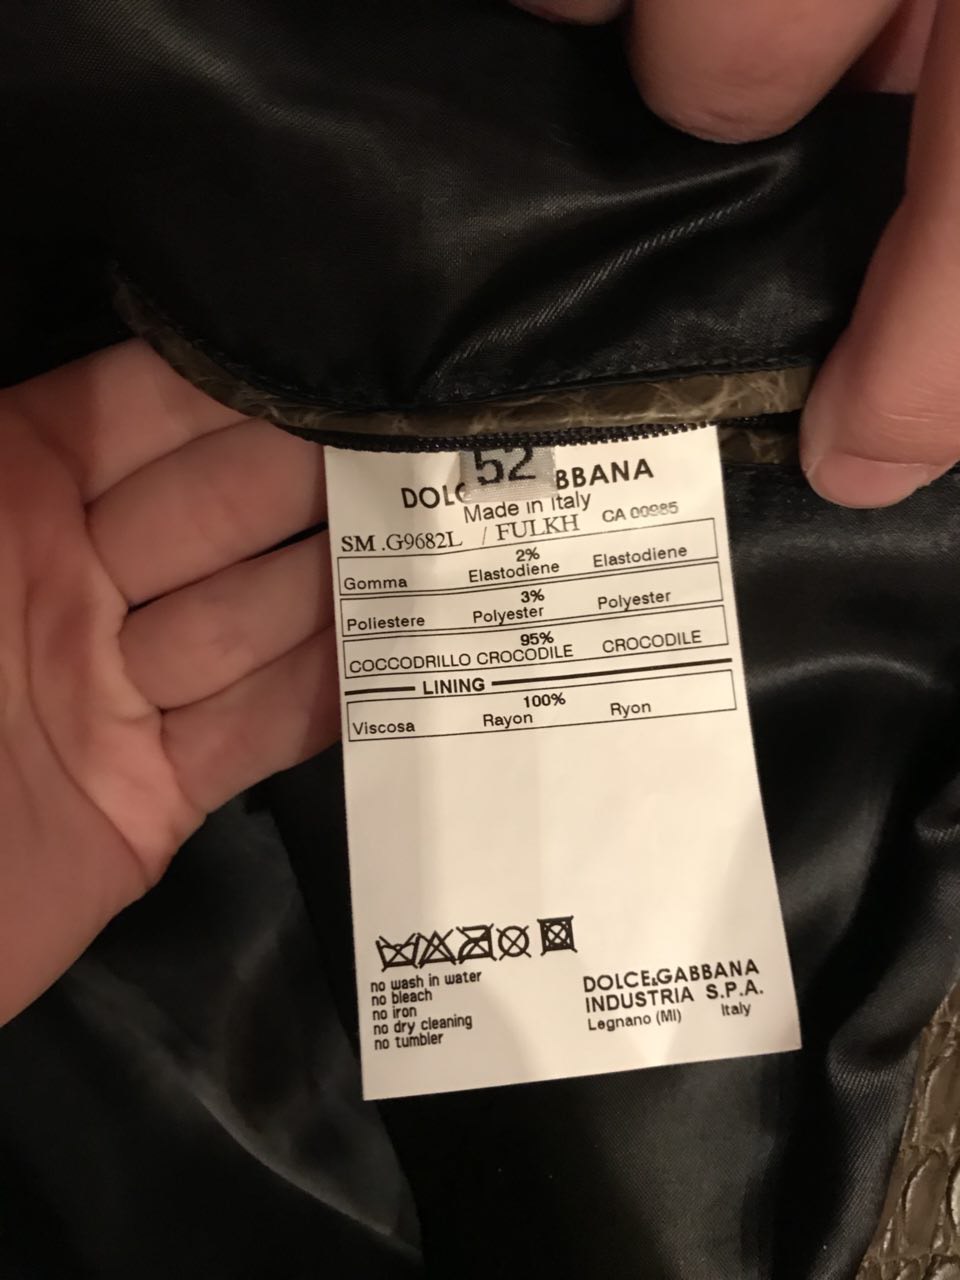 52
DOLC BBANA
Made in Italy
SM .G9682L / FULKH CA 00985
2%
Gomma Elastodiene Elastodiene
3%
Poliestere Polyester Polyester
95%
COCCODRILLO CROCODILE CROCODILE
LINING
100%
Viscosa Rayon Ryon
no wash in water
no bleach
no iron
no dry cleaning
no tumbler
DOLCE&GABBANA
INDUSTRIA S.P.A.
Legnano (MI) Italy